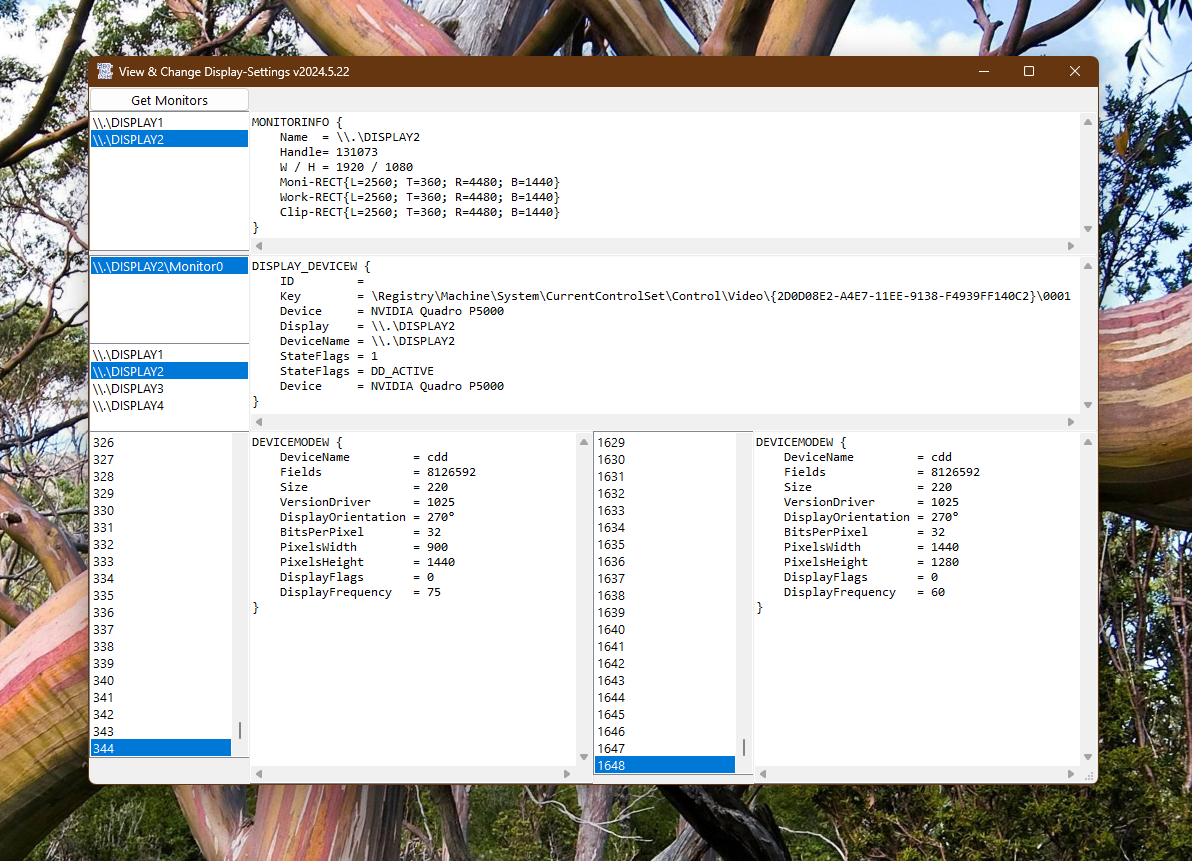 View & Change Display-Settings v2024.5.22
Get Monitors
\\.\DISPLAY1
\\.\DISPLAY2
MONITORINFO {
Name = \\.\DISPLAY2
Handle= 131073
W / H = 1920 / 1080
Moni-RECT{L=2560; T=360; R=4480; B=1440}
Work-RECT{L=2560; T=360; R=4480; B=1440}
Clip-RECT{L=2560; T=360; R=4480; B=1440}
}
\\.\DISPLAY2\Monitor0
DISPLAY_DEVICEW {
ID =
Key = \Registry\Machine\System\CurrentControlSet\Control\Video\{2D0D08E2-A4E7-11EE-9138-F4939FF140C2}\0001
Device = NVIDIA Quadro P5000
Display = \\.\DISPLAY2
DeviceName = \\.\DISPLAY2
StateFlags = 1
StateFlags = DD_ACTIVE
Device = NVIDIA Quadro P5000
}
\\.\DISPLAY1
\\.\DISPLAY2
\\.\DISPLAY3
\\.\DISPLAY4
326
327
328
329
330
331
332
333
334
335
336
337
338
339
340
341
342
343
344
DEVICEMODEW {
DeviceName = cdd
Fields = 8126592
Size = 220
VersionDriver = 1025
DisplayOrientation = 270°
BitsPerPixel = 32
PixelsWidth = 900
PixelsHeight = 1440
DisplayFlags = 0
DisplayFrequency = 75
}
1629
1630
1631
1632
1633
1634
1635
1636
1637
1638
1639
1640
1641
1642
1643
1644
1645
1646
1647
1648
DEVICEMODEW {
DeviceName = cdd
Fields = 8126592
Size = 220
VersionDriver = 1025
DisplayOrientation = 270°
BitsPerPixel = 32
PixelsWidth = 1440
PixelsHeight = 1280
DisplayFlags = 0
DisplayFrequency = 60
}